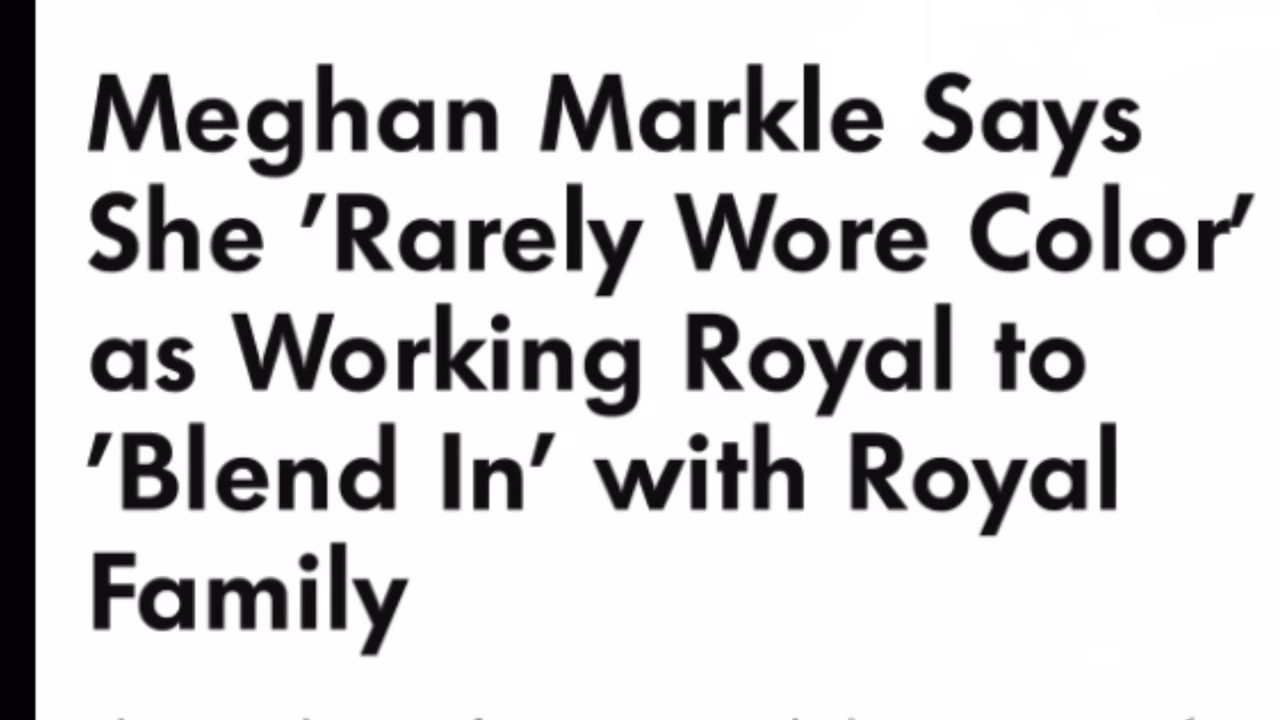 Meghan Markle Says
She ’Rarely Wore Color’
as Working Royal to
’Blend In’ with Royal
Family